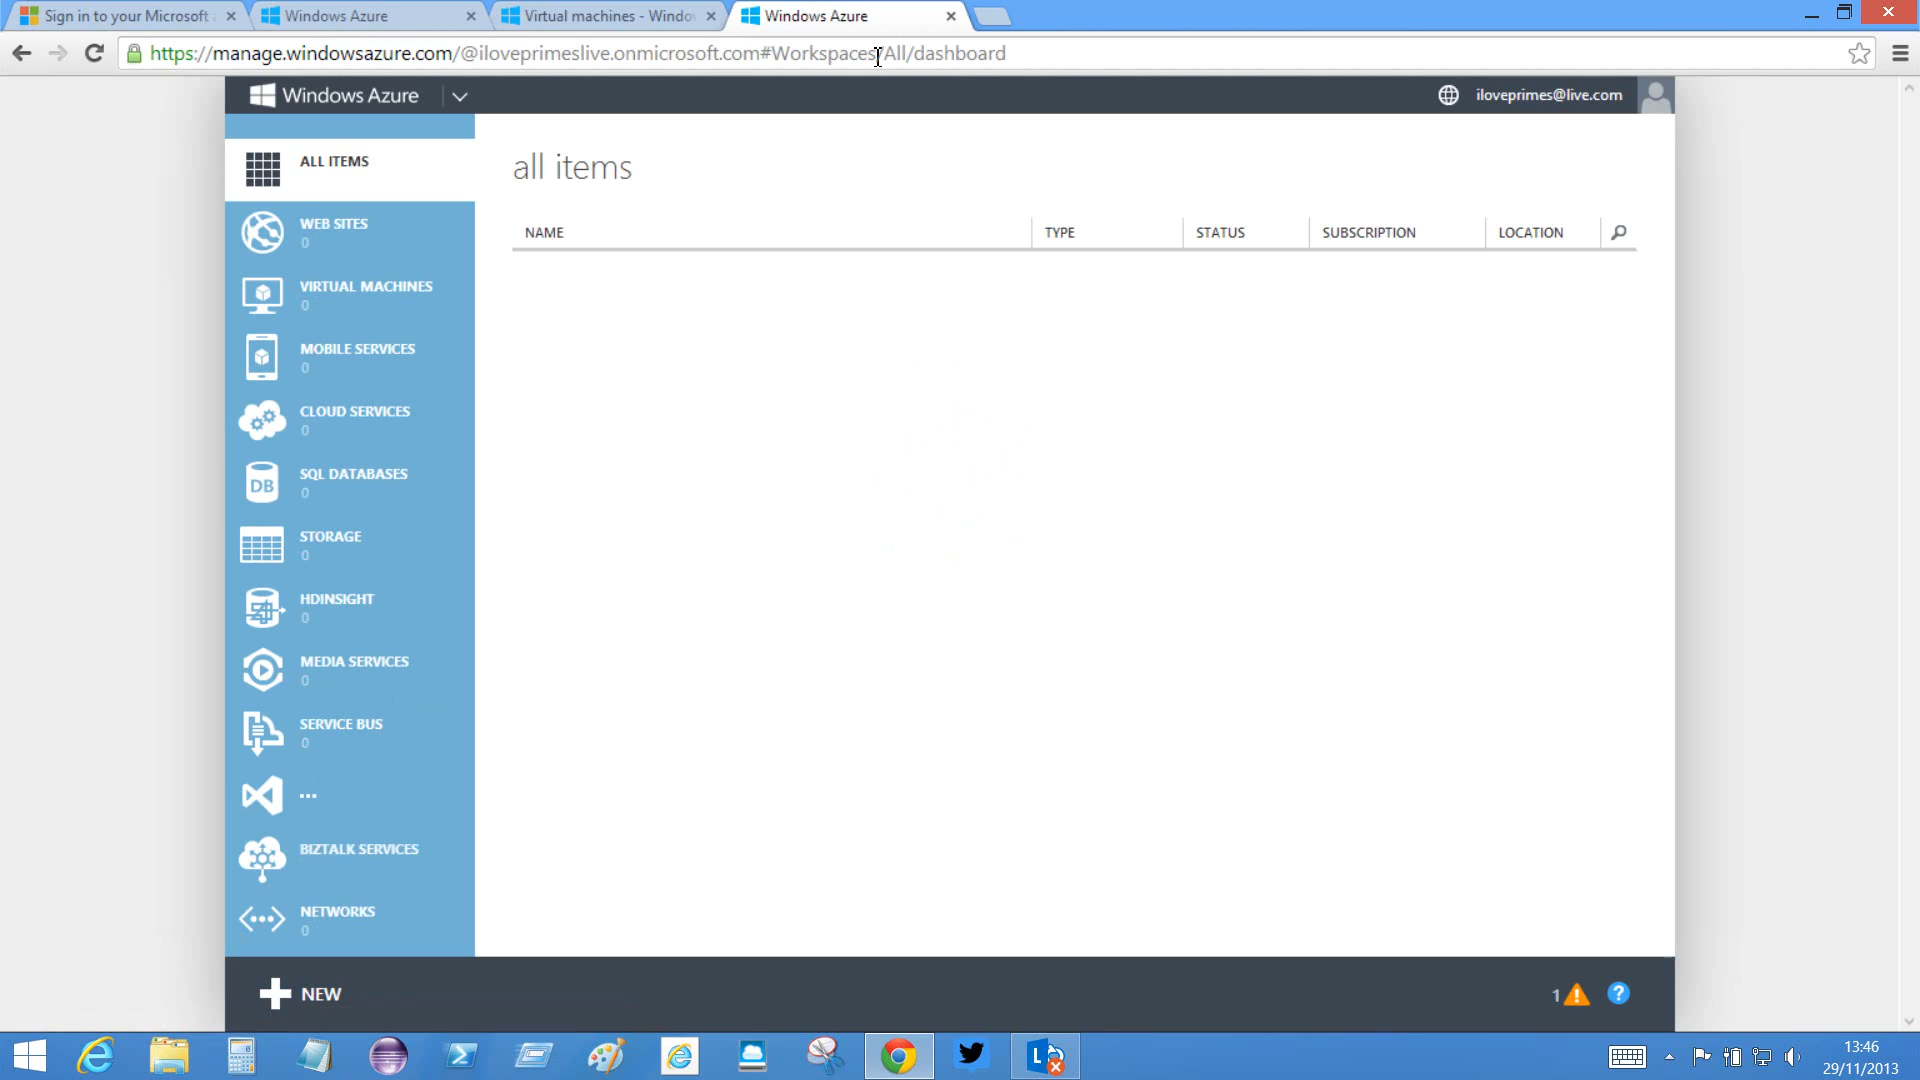 Sign in to your Microsoft
Windows Azure
Virtual machines - Windo
Windows Azure
https://manage.windowsazure.com/@iloveprimeslive.onmicrosoft.com#Workspaces/All/dashboard
Windows Azure
iloveprimes@live.com
ALL ITEMS
WEB SITES
0
VIRTUAL MACHINES
0
MOBILE SERVICES
0
CLOUD SERVICES
0
SQL DATABASES
0
DB
STORAGE
0
HDINSIGHT
0
MEDIA SERVICES
0
SERVICE BUS
0
...
BIZTALK SERVICES
NETWORKS
0
all items
NAME TYPE STATUS SUBSCRIPTION LOCATION
NEW
1
?
13:46
29/11/2013